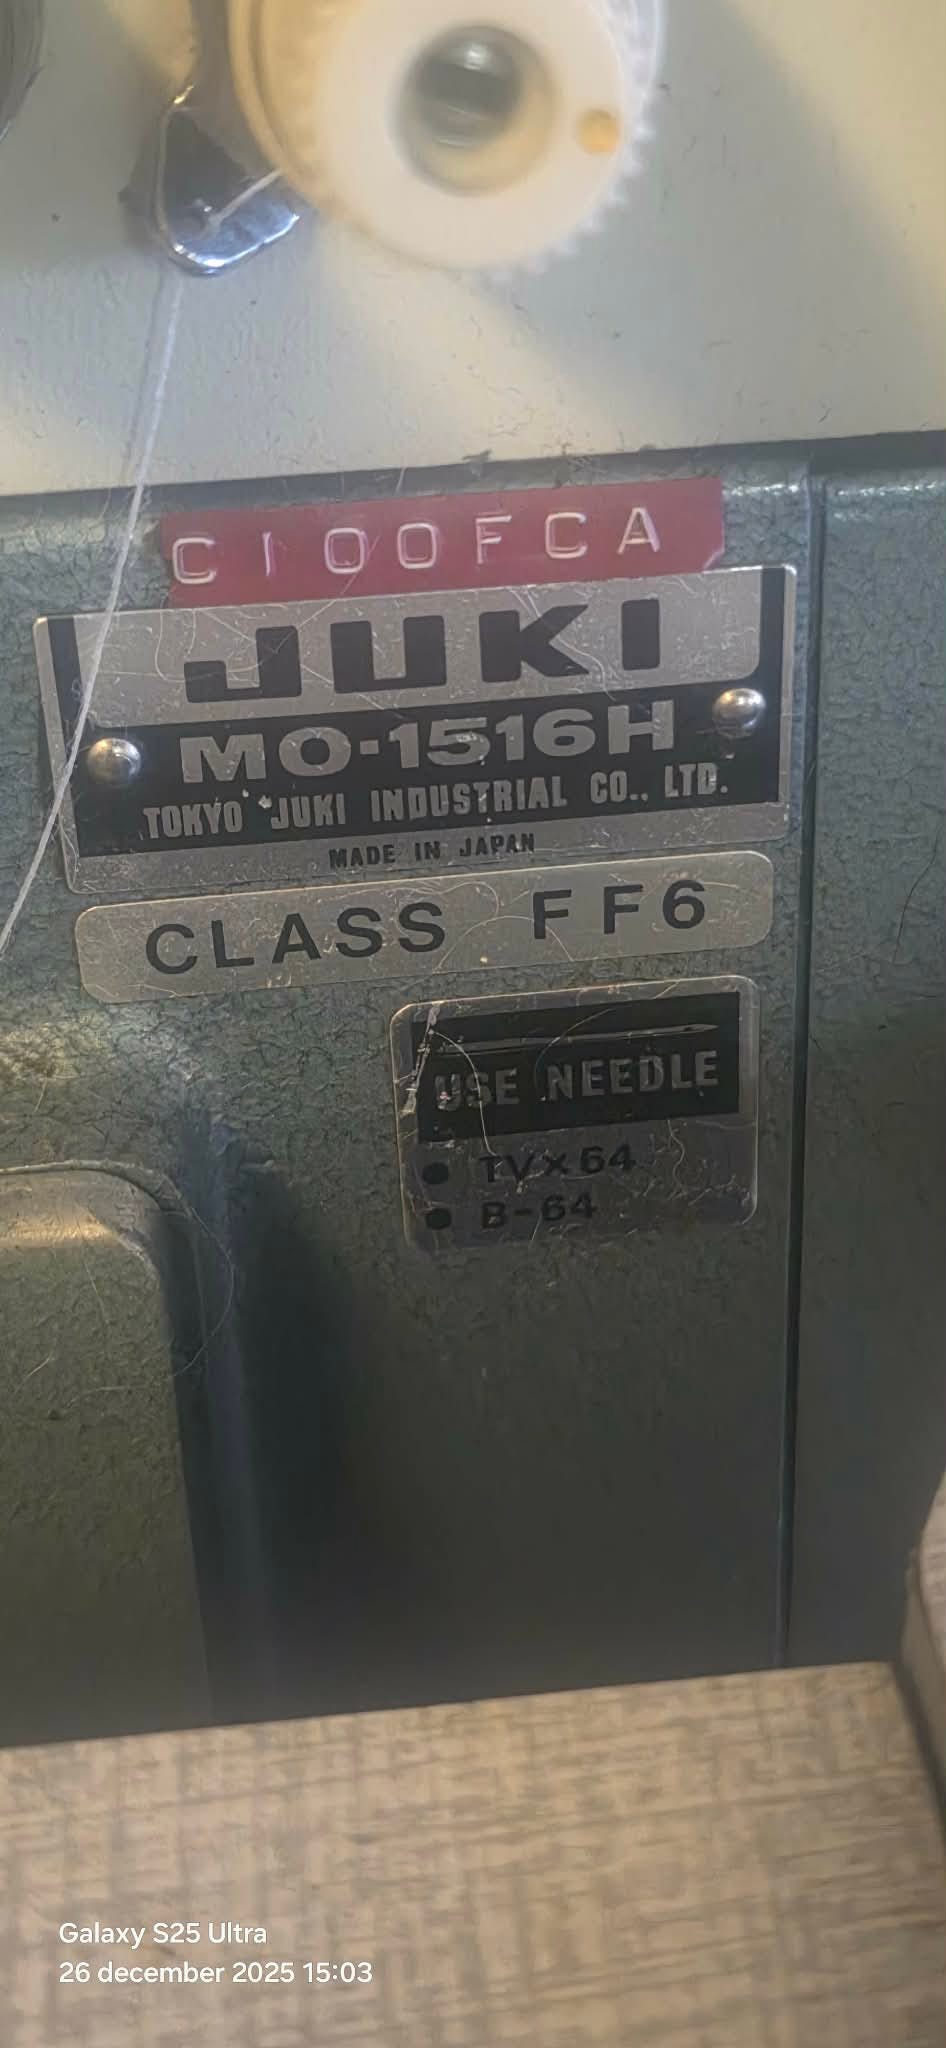 C100FCA
JUKI
MO-1516H
TOKYO JUKI INDUSTRIAL CO., LTD.
MADE IN JAPAN
CLASS FF6
USE NEEDLE
• TV×64
• B-64
Galaxy S25 Ultra
26 december 2025 15:03